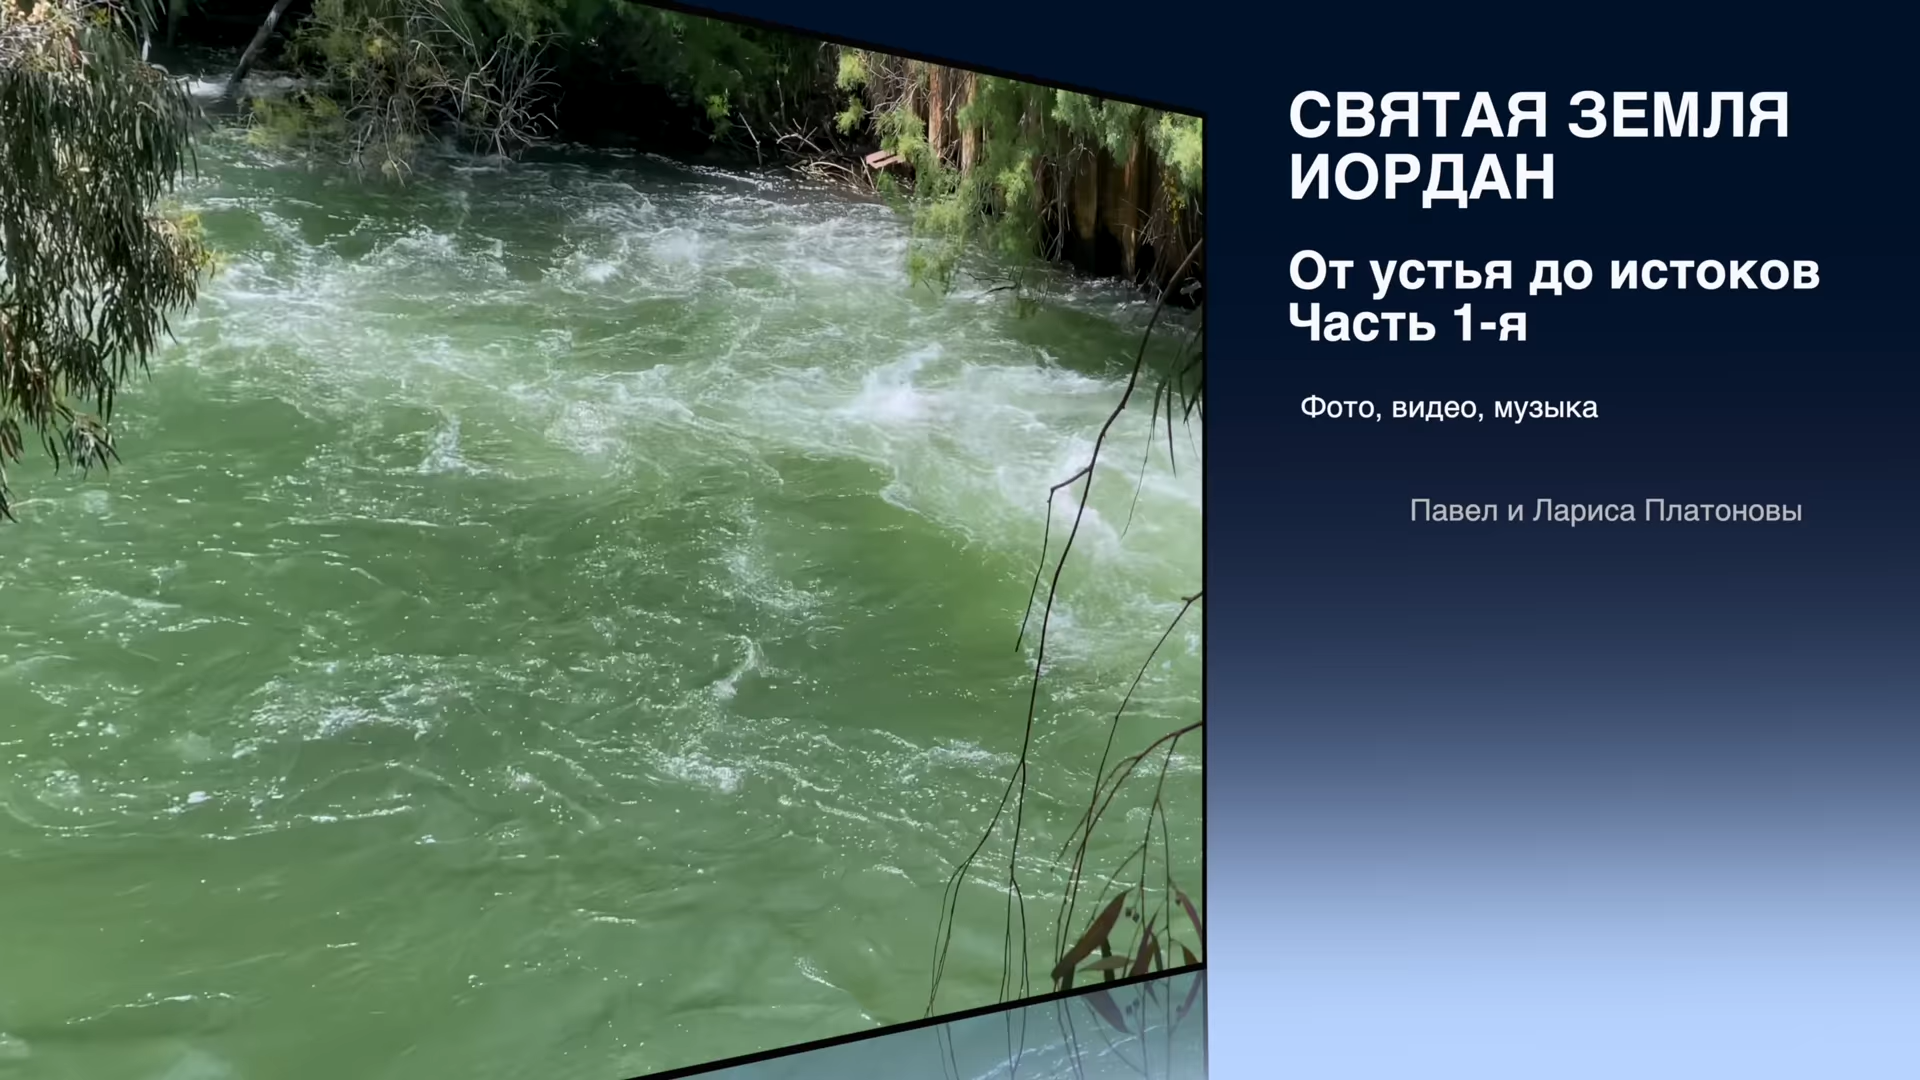 СВЯТАЯ ЗЕМЛЯ
ИОРДАН
От устья до истоков
Часть 1-я
Фото, видео, музыка
Павел и Лариса Платоновы